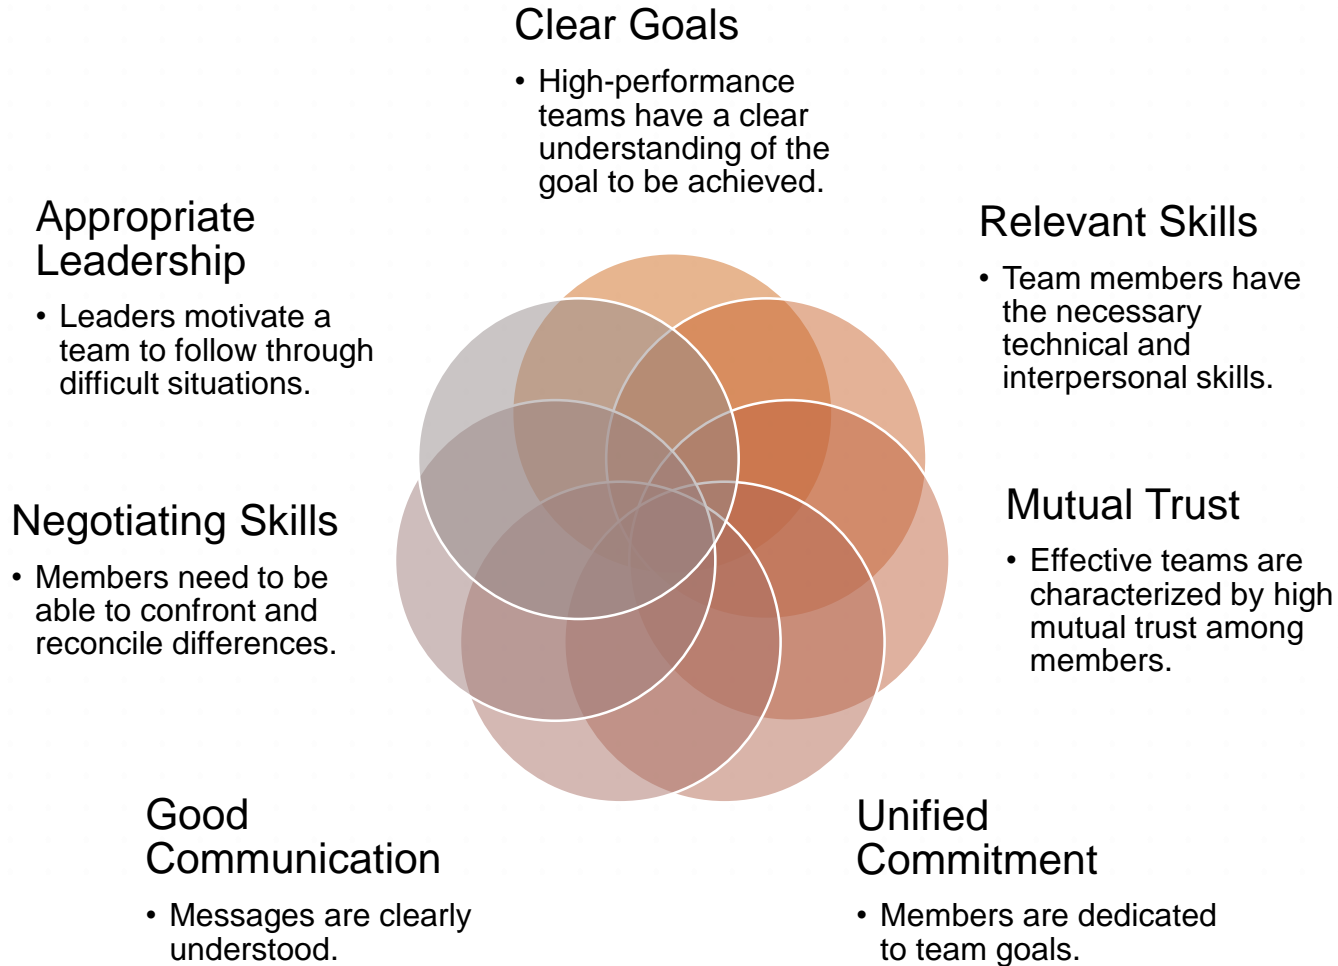 Clear Goals
• High-performance
teams have a clear
understanding of the
goal to be achieved.
Relevant Skills
• Team members have
the necessary
technical and
interpersonal skills.
Mutual Trust
• Effective teams are
characterized by high
mutual trust among
members.
Unified
Commitment
• Members are dedicated
to team goals.
Good
Communication
• Messages are clearly
understood.
Negotiating Skills
• Members need to be
able to confront and
reconcile differences.
Appropriate
Leadership
• Leaders motivate a
team to follow through
difficult situations.